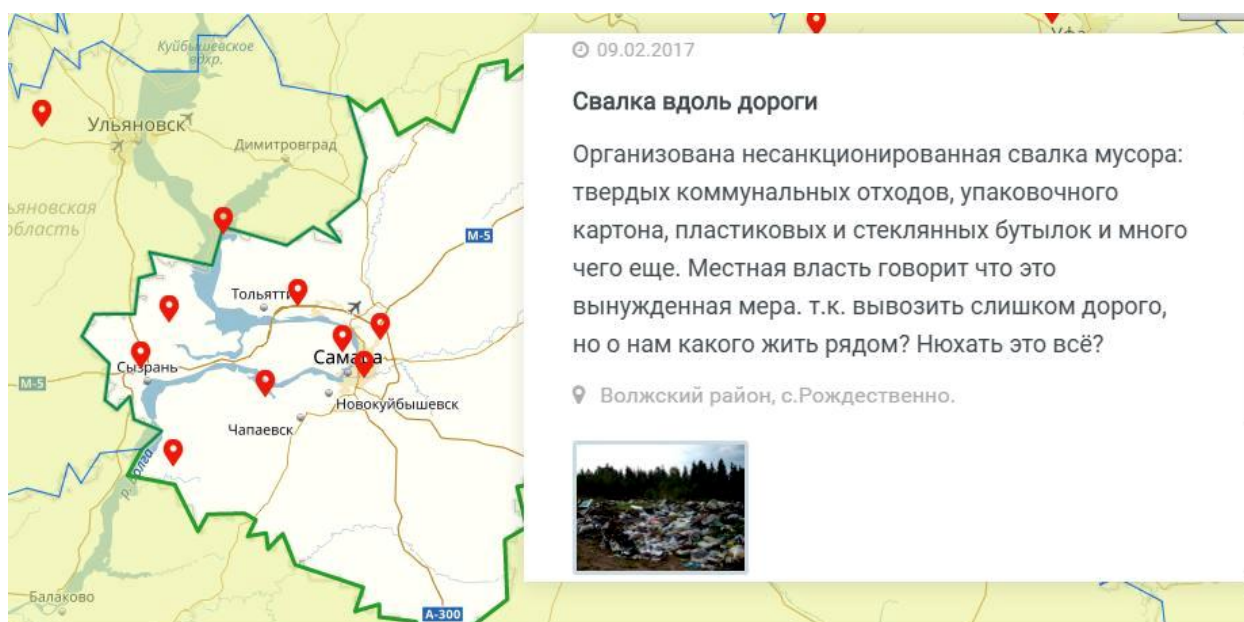 Куйбышевское
вдхр.
Ульяновск
Димитровград
ьяновская
область
М-5
Тольятти
Самара
Сызрань
М-5
Новокуйбышевск
Чапаевск
р. Волга
Балаково
А-300
Уфа
09.02.2017
Свалка вдоль дороги
Организована несанкционированная свалка мусора:
твердых коммунальных отходов, упаковочного
картона, пластиковых и стеклянных бутылок и много
чего еще. Местная власть говорит что это
вынужденная мера. т.к. вывозить слишком дорого,
но о нам какого жить рядом? Нюхать это всё?
Волжский район, с.Рождественно.